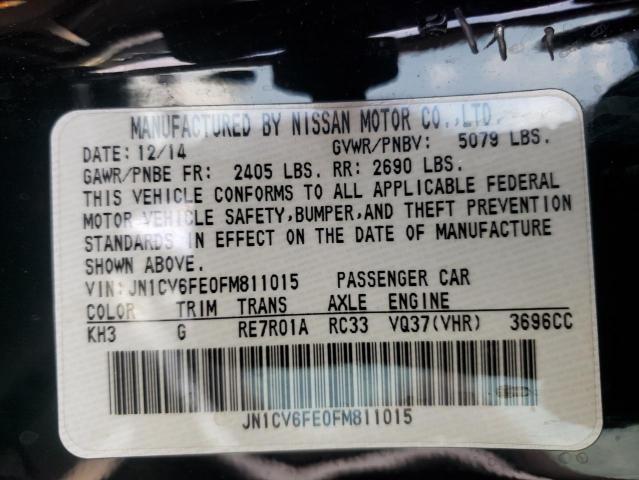 MANUFACTURED BY NISSAN MOTOR CO.,LTD.
DATE: 12/14 GVWR/PNBV: 5079 LBS.
GAWR/PNBE FR: 2405 LBS. RR: 2690 LBS.
THIS VEHICLE CONFORMS TO ALL APPLICABLE FEDERAL
MOTOR VEHICLE SAFETY,BUMPER,AND THEFT PREVENTION
STANDARDS IN EFFECT ON THE DATE OF MANUFACTURE
SHOWN ABOVE.
VIN:JN1CV6FE0FM811015 PASSENGER CAR
COLOR TRIM TRANS AXLE ENGINE
KH3 G RE7R01A RC33 VQ37(VHR) 3696CC
JN1CV6FE0FM811015